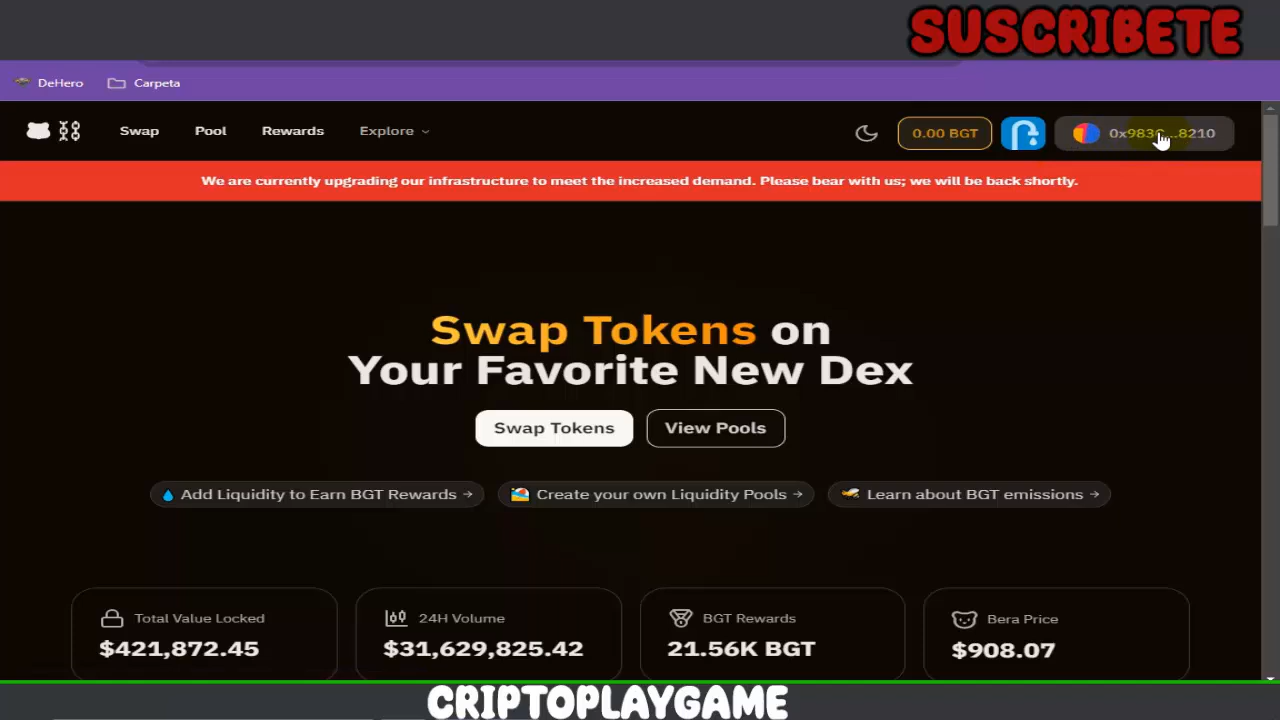 SUSCRIBETE
DeHero
Carpeta
Swap
Pool
Rewards
Explore
0.00 BGT
0x983C...8210
We are currently upgrading our infrastructure to meet the increased demand. Please bear with us; we will be back shortly.
Swap Tokens on
Your Favorite New Dex
Swap Tokens
View Pools
Add Liquidity to Earn BGT Rewards →
Create your own Liquidity Pools →
Learn about BGT emissions →
Total Value Locked
$421,872.45
24H Volume
$31,629,825.42
BGT Rewards
21.56K BGT
Bera Price
$908.07
CRIPTOPLAYGAME